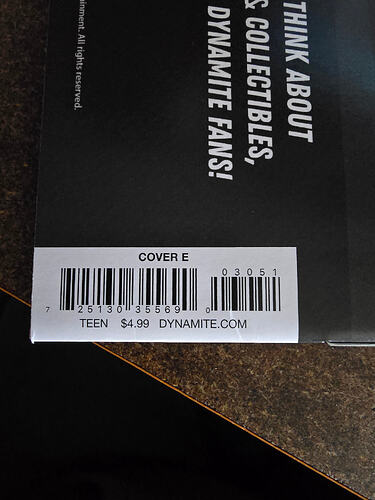 THINK ABOUT
& COLLECTIBLES,
DYNAMITE FANS!
inment. All rights reserved.
COVER E
03051
7 25130 35569 0
TEEN $4.99 DYNAMITE.COM